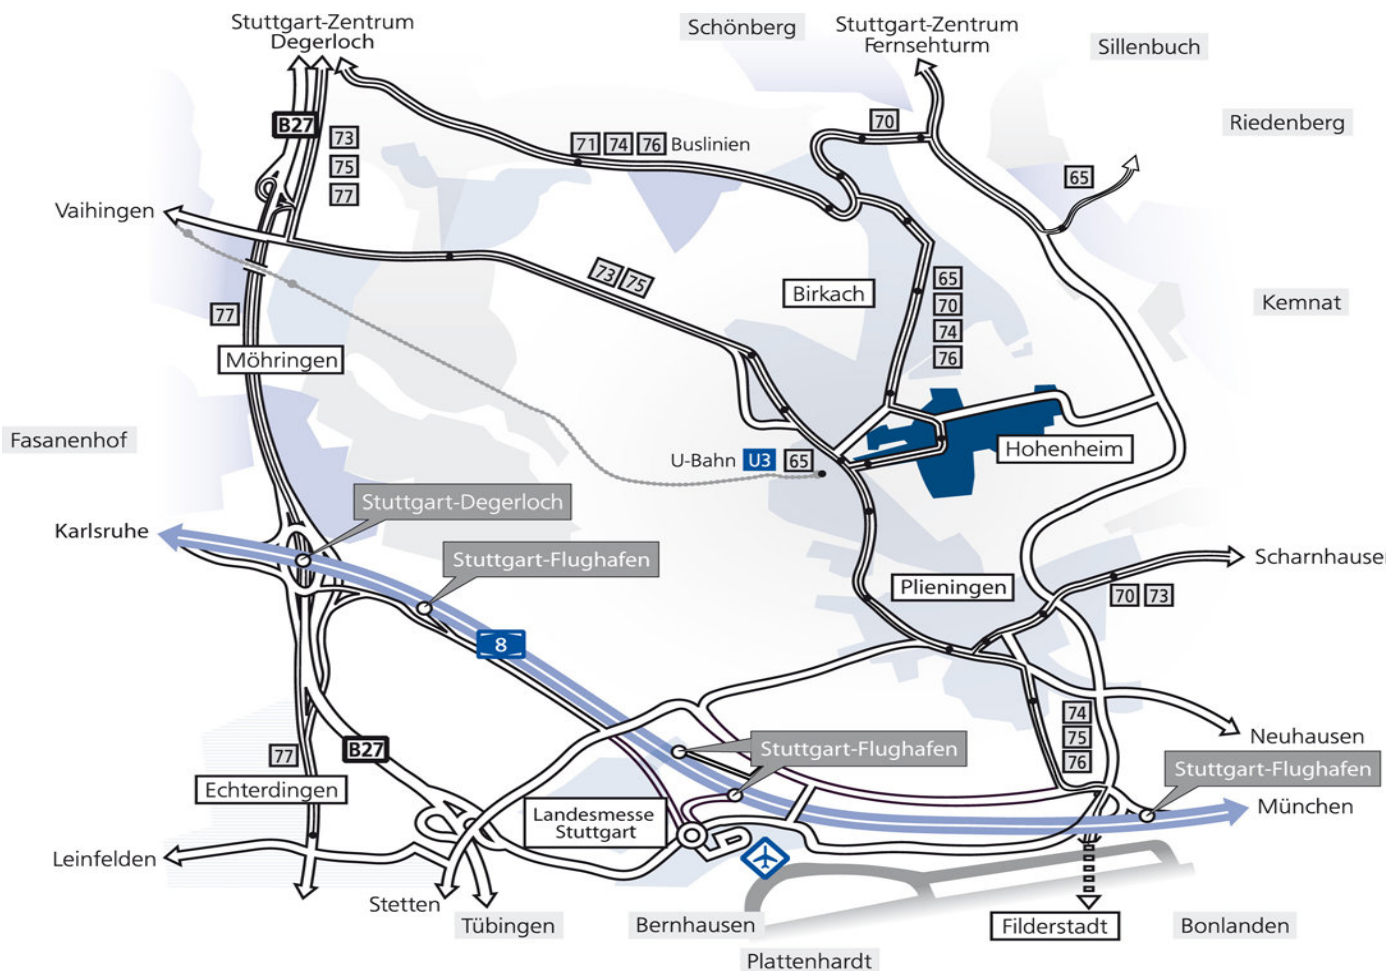 Stuttgart-Zentrum
Degerloch
Schönberg
Stuttgart-Zentrum
Fernsehturm
Sillenbuch
B27
73
75
77
71 74 76 Buslinien
70
Riedenberg
65
Vaihingen
73 75
Birkach
65
70
74
76
Kemnat
77
Möhringen
Fasanenhof
U-Bahn U3 65
Hohenheim
Stuttgart-Degerloch
Karlsruhe
Stuttgart-Flughafen
Scharnhausen
Plieningen
70 73
8
74
75
76
Neuhausen
77
B27
Stuttgart-Flughafen
Stuttgart-Flughafen
Echterdingen
Landesmesse
Stuttgart
München
Leinfelden
Stetten
Tübingen
Bernhausen
Filderstadt
Bonlanden
Plattenhardt